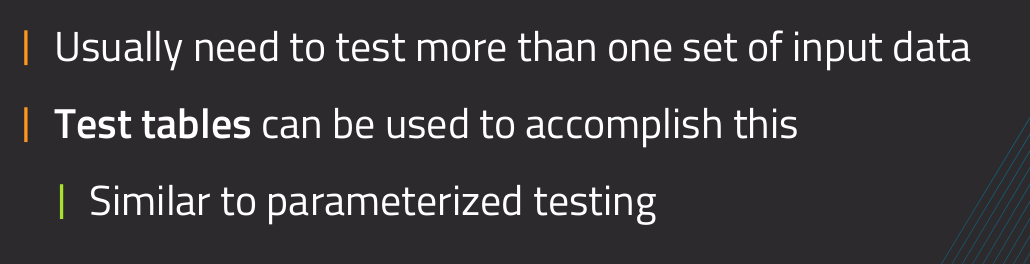 Usually need to test more than one set of input data
Test tables can be used to accomplish this
Similar to parameterized testing